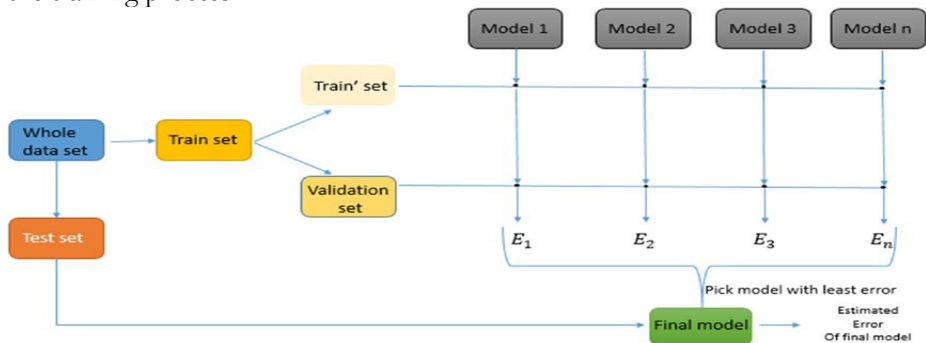 Model 1
Model 2
Model 3
Model n
Train' set
Whole
data set
Train set
Validation
set
Test set
E₁
E₂
E₃
Eₙ
Pick model with least error
Final model
Estimated
Error
Of final model